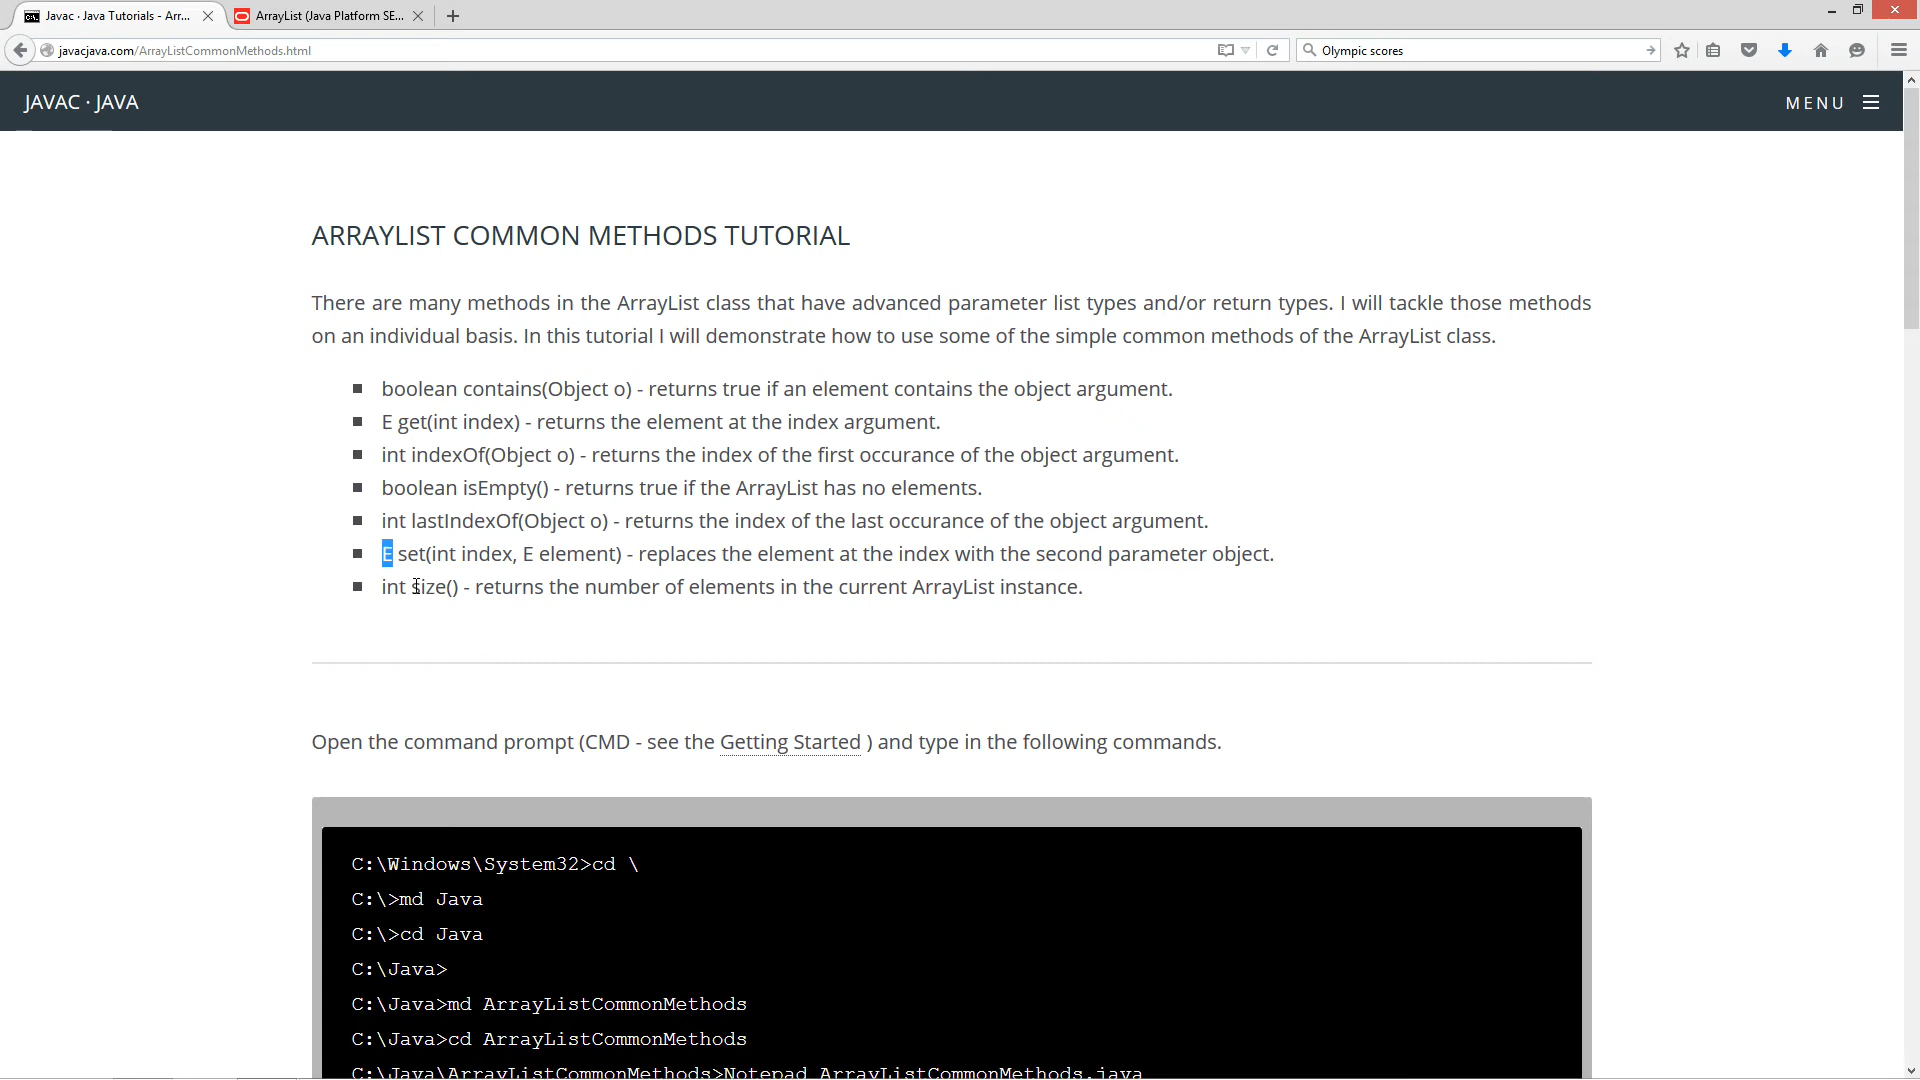 Javac · Java Tutorials - Arr...
ArrayList (Java Platform SE...
javacjava.com/ArrayListCommonMethods.html
Olympic scores
JAVAC · JAVA
MENU
ARRAYLIST COMMON METHODS TUTORIAL
There are many methods in the ArrayList class that have advanced parameter list types and/or return types. I will tackle those methods
on an individual basis. In this tutorial I will demonstrate how to use some of the simple common methods of the ArrayList class.
boolean contains(Object o) - returns true if an element contains the object argument.
E get(int index) - returns the element at the index argument.
int indexOf(Object o) - returns the index of the first occurance of the object argument.
boolean isEmpty() - returns true if the ArrayList has no elements.
int lastIndexOf(Object o) - returns the index of the last occurance of the object argument.
E set(int index, E element) - replaces the element at the index with the second parameter object.
int size() - returns the number of elements in the current ArrayList instance.
Open the command prompt (CMD - see the Getting Started ) and type in the following commands.
C:\Windows\System32>cd \
C:\>md Java
C:\>cd Java
C:\Java>
C:\Java>md ArrayListCommonMethods
C:\Java>cd ArrayListCommonMethods
C:\Java\ArrayListCommonMethods>Notepad ArrayListCommonMethods.java